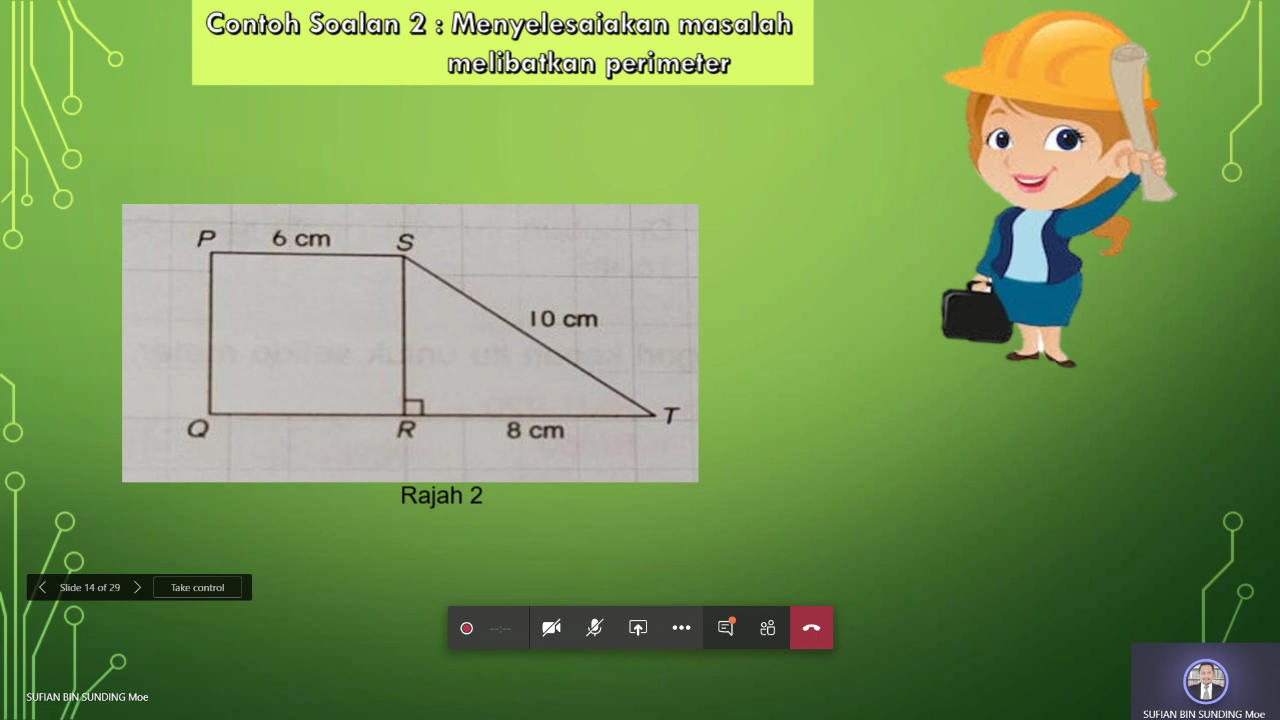 Contoh Soalan 2 : Menyelesaiakan masalah
melibatkan perimeter
P 6 cm S
10 cm
Q R 8 cm T
Rajah 2
Slide 14 of 29 Take control
--:--
SUFIAN BIN SUNDING Moe
SUFIAN BIN SUNDING Moe